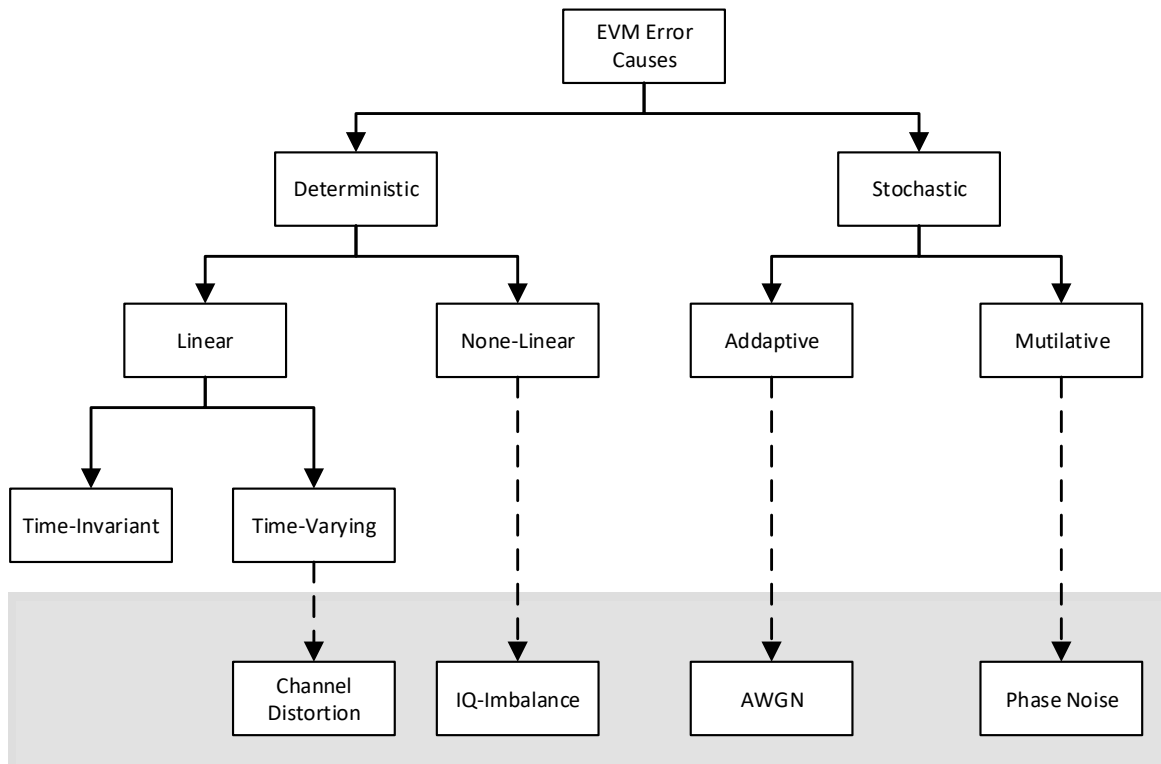 EVM Error
Causes
Deterministic
Stochastic
Linear
None-Linear
Addaptive
Mutilative
Time-Invariant
Time-Varying
Channel
Distortion
IQ-Imbalance
AWGN
Phase Noise